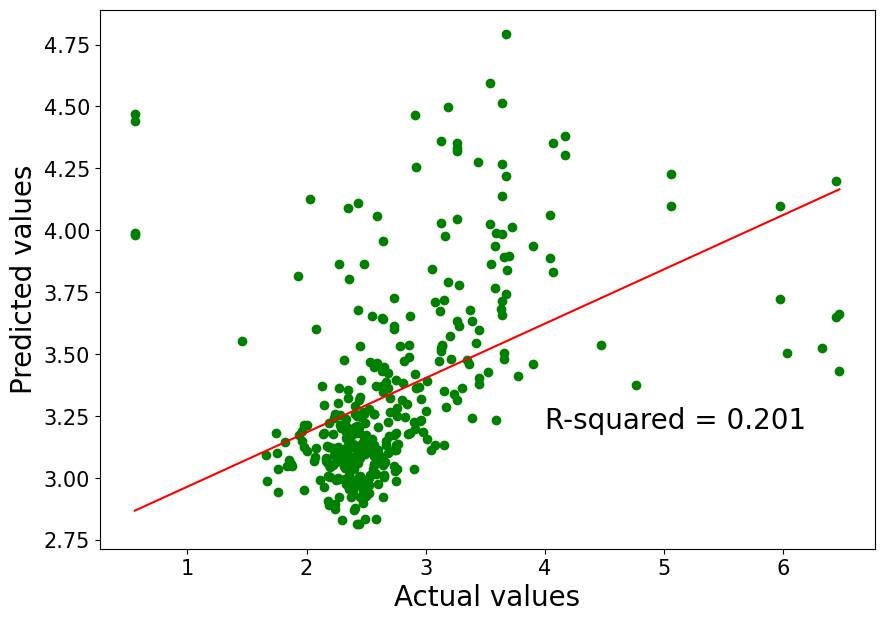 4.75
4.50
4.25
4.00
3.75
3.50
3.25
3.00
2.75
Predicted values
R-squared = 0.201
1 2 3 4 5 6
Actual values